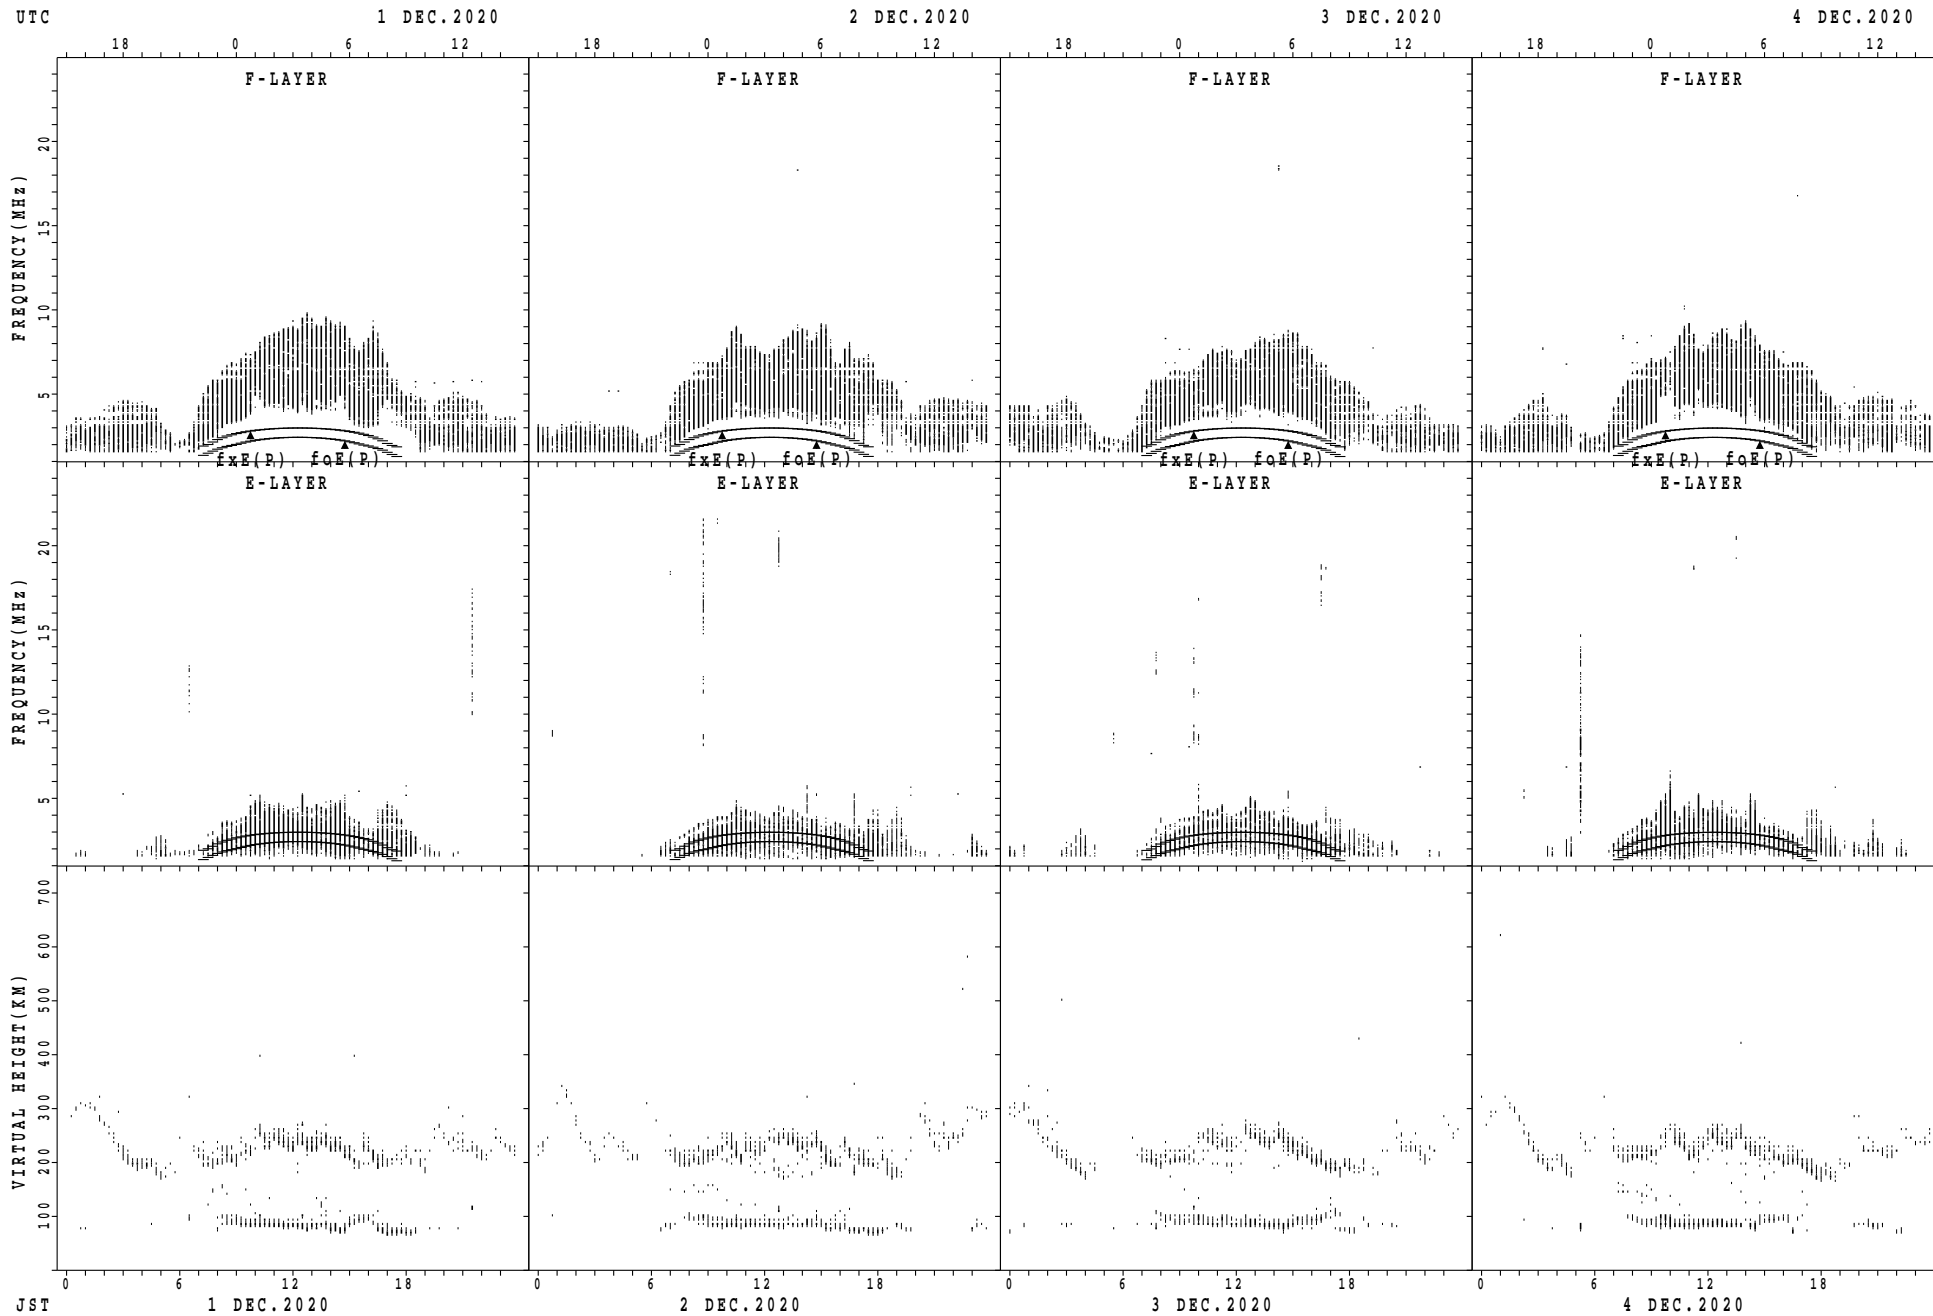 UTC 1 DEC.2020 2 DEC.2020 3 DEC.2020 4 DEC.2020
18 0 6 12 18 0 6 12 18 0 6 12 18 0 6 12
F-LAYER F-LAYER F-LAYER F-LAYER
FREQUENCY(MHz)
20
15
10
5
fxE(P) foE(P) fxE(P) foE(P) fxE(P) foE(P) fxE(P) foE(P)
E-LAYER E-LAYER E-LAYER E-LAYER
FREQUENCY(MHz)
20
15
10
5
VIRTUAL HEIGHT(KM)
700
600
500
400
300
200
100
0 6 12 18 0 6 12 18 0 6 12 18 0 6 12 18
JST 1 DEC.2020 2 DEC.2020 3 DEC.2020 4 DEC.2020